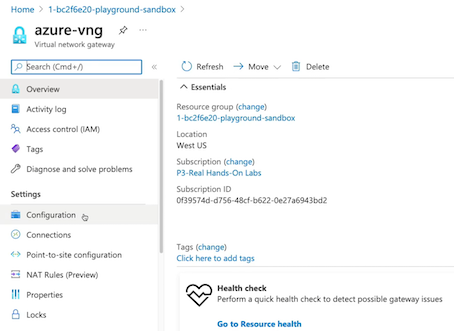 Home > 1-bc2f6e20-playground-sandbox >
azure-vng
Virtual network gateway
Search (Cmd+/)
Overview
Activity log
Access control (IAM)
Tags
Diagnose and solve problems
Settings
Configuration
Connections
Point-to-site configuration
NAT Rules (Preview)
Properties
Locks
Refresh
Move
Delete
Essentials
Resource group (change)
1-bc2f6e20-playground-sandbox
Location
West US
Subscription (change)
P3-Real Hands-On Labs
Subscription ID
0f39574d-d756-48cf-b622-0e27a6943bd2
Tags (change)
Click here to add tags
Health check
Perform a quick health check to detect possible gateway issues
Go to Resource health